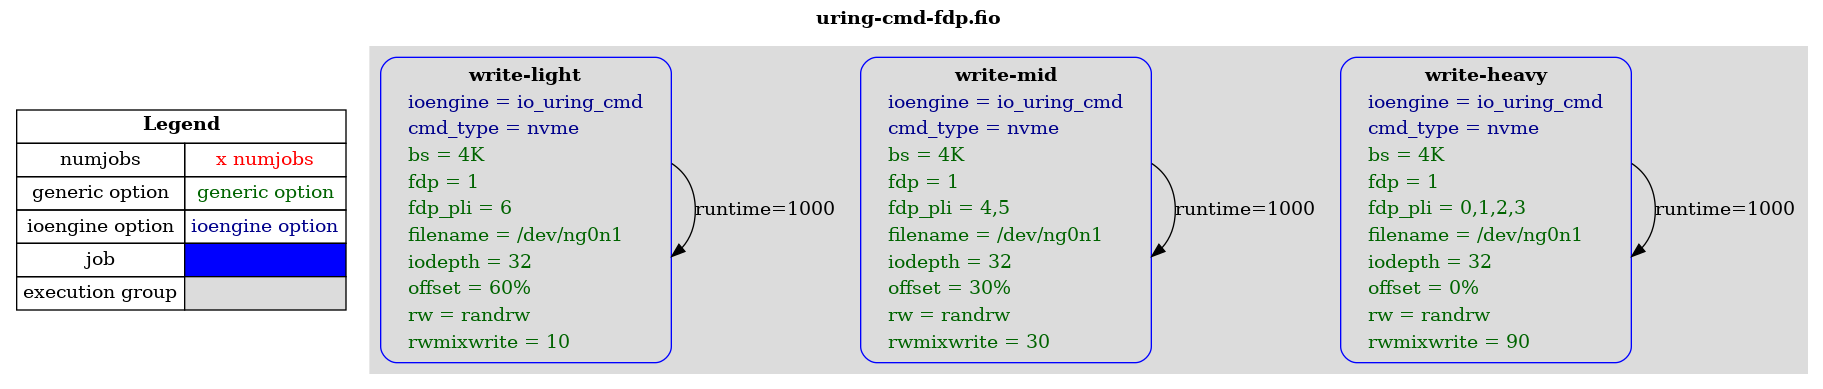 uring-cmd-fdp.fio
Legend
numjobs x numjobs
generic option generic option
ioengine option ioengine option
job
execution group
write-light
ioengine = io_uring_cmd
cmd_type = nvme
bs = 4K
fdp = 1
fdp_pli = 6
filename = /dev/ng0n1
iodepth = 32
offset = 60%
rw = randrw
rwmixwrite = 10
runtime=1000
write-mid
ioengine = io_uring_cmd
cmd_type = nvme
bs = 4K
fdp = 1
fdp_pli = 4,5
filename = /dev/ng0n1
iodepth = 32
offset = 30%
rw = randrw
rwmixwrite = 30
runtime=1000
write-heavy
ioengine = io_uring_cmd
cmd_type = nvme
bs = 4K
fdp = 1
fdp_pli = 0,1,2,3
filename = /dev/ng0n1
iodepth = 32
offset = 0%
rw = randrw
rwmixwrite = 90
runtime=1000